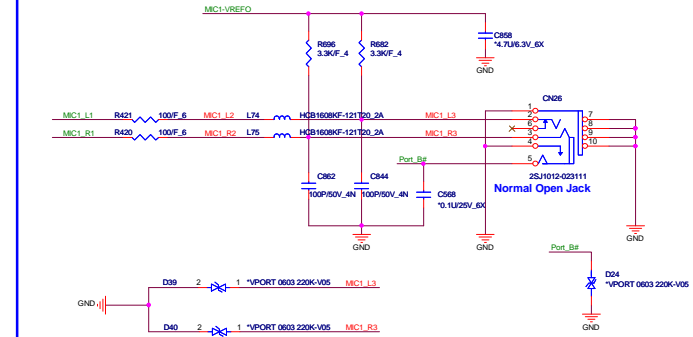 MIC1-VREFO
R696
3.3K/F_4
R682
3.3K/F_4
C858
*4.7U/6.3V_6X
GND
CN26
MIC1_L1 R421 100/F_6 MIC1_L2 L74 HCB1608KF-121T20_2A MIC1_L3
MIC1_R1 R420 100/F_6 MIC1_R2 L75 HCB1608KF-121T20_2A MIC1_R3
1
2
6
3
4
5
7
8
9
10
Port_B#
2SJ1012-023111
Normal Open Jack
C862
100P/50V_4N
C844
100P/50V_4N
C568
*0.1U/25V_6X
GND
GND
GND
Port_B#
D24
*VPORT 0603 220K-V05
GND
D39 2 1 *VPORT 0603 220K-V05 MIC1_L3
GND
D40 2 1 *VPORT 0603 220K-V05 MIC1_R3